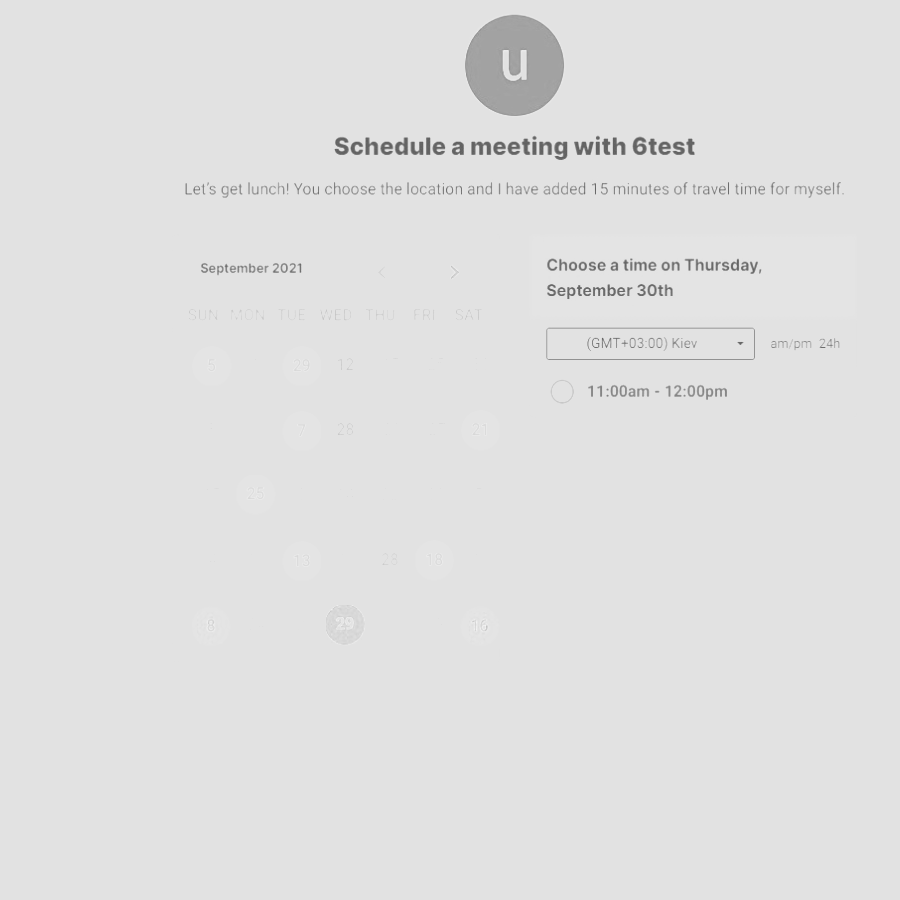 u
Schedule a meeting with 6test
Let's get lunch! You choose the location and I have added 15 minutes of travel time for myself.
September 2021
SUN MON TUE WED THU FRI SAT
5 29 12
7 28 21
28 18
8 29 16
Choose a time on Thursday,
September 30th
(GMT+03:00) Kiev am/pm 24h
11:00am - 12:00pm